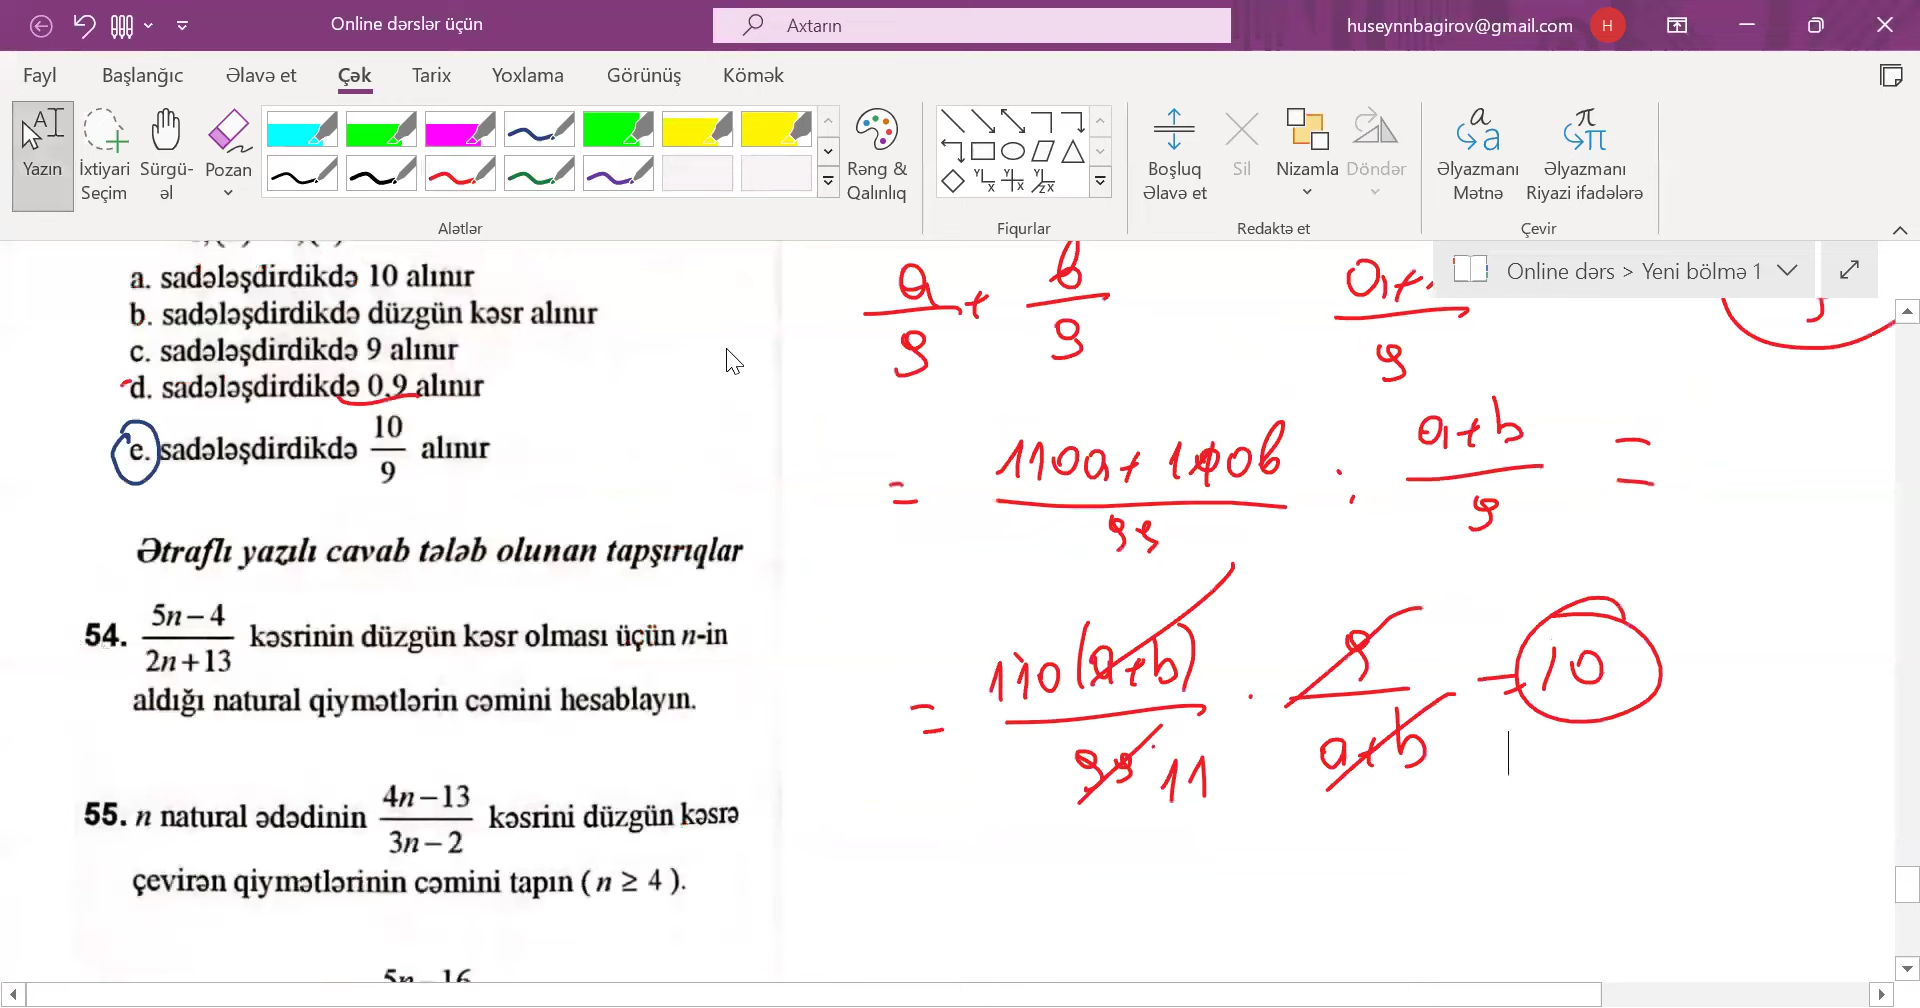 Online dərslər üçün
Axtarın
huseynnbagirov@gmail.com
H
Fayl
Başlanğıc
Əlavə et
Çək
Tarix
Yoxlama
Görünüş
Kömək
Yazın
İxtiyari Seçim
Sürgü-əl
Pozan
Rəng & Qalınlıq
Boşluq Əlavə et
Sil
Nizamla
Döndər
Əlyazmanı Mətnə
Əlyazmanı Riyazi ifadələrə
Alətlər
Fiqurlar
Redaktə et
Çevir
Online dərs > Yeni bölmə 1
a. sadələşdirdikdə 10 alınır
b. sadələşdirdikdə düzgün kəsr alınır
c. sadələşdirdikdə 9 alınır
d. sadələşdirdikdə 0,9 alınır
e. sadələşdirdikdə 10/9 alınır
Ətraflı yazılı cavab tələb olunan tapşırıqlar
54. (5n – 4)/(2n + 13) kəsrinin düzgün kəsr olması üçün n-in
aldığı natural qiymətlərin cəmini hesablayın.
55. n natural ədədinin (4n – 13)/(3n – 2) kəsrini düzgün kəsrə
çevirən qiymətlərinin cəmini tapın ( n ≥ 4 ).
5n – 16
a/9 + b/9
= (110a + 110b)/99 : (a+b)/9 =
= 110(a+b)/99 11 · 9/(a+b) = 10